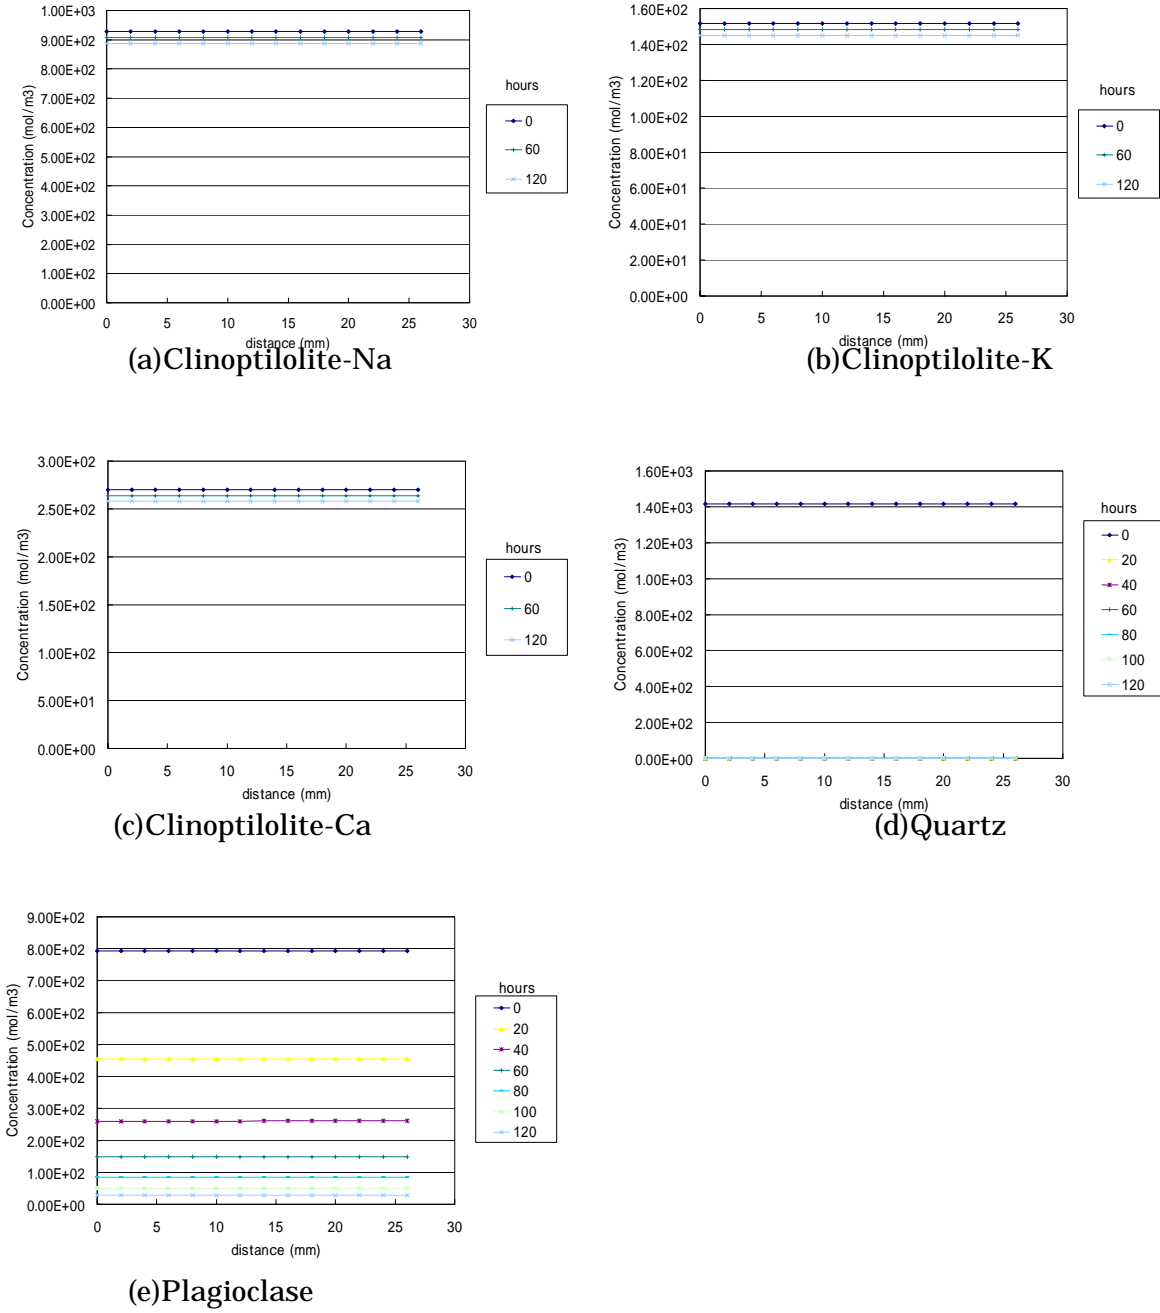 1.00E+03
9.00E+02
8.00E+02
7.00E+02
6.00E+02
5.00E+02
4.00E+02
3.00E+02
2.00E+02
1.00E+02
0.00E+00
Concentration (mol/m3)
0 5 10 15 20 25 30
distance (mm)
hours
0
60
120
(a)Clinoptilolite-Na
1.60E+02
1.40E+02
1.20E+02
1.00E+02
8.00E+01
6.00E+01
4.00E+01
2.00E+01
0.00E+00
Concentration (mol/m3)
0 5 10 15 20 25 30
distance (mm)
hours
0
60
120
(b)Clinoptilolite-K
3.00E+02
2.50E+02
2.00E+02
1.50E+02
1.00E+02
5.00E+01
0.00E+00
Concentration (mol/m3)
0 5 10 15 20 25 30
distance (mm)
hours
0
60
120
(c)Clinoptilolite-Ca
1.60E+03
1.40E+03
1.20E+03
1.00E+03
8.00E+02
6.00E+02
4.00E+02
2.00E+02
0.00E+00
Concentration (mol/m3)
0 5 10 15 20 25 30
distance (mm)
hours
0
20
40
60
80
100
120
(d)Quartz
9.00E+02
8.00E+02
7.00E+02
6.00E+02
5.00E+02
4.00E+02
3.00E+02
2.00E+02
1.00E+02
0.00E+00
Concentration (mol/m3)
0 5 10 15 20 25 30
distance (mm)
hours
0
20
40
60
80
100
120
(e)Plagioclase